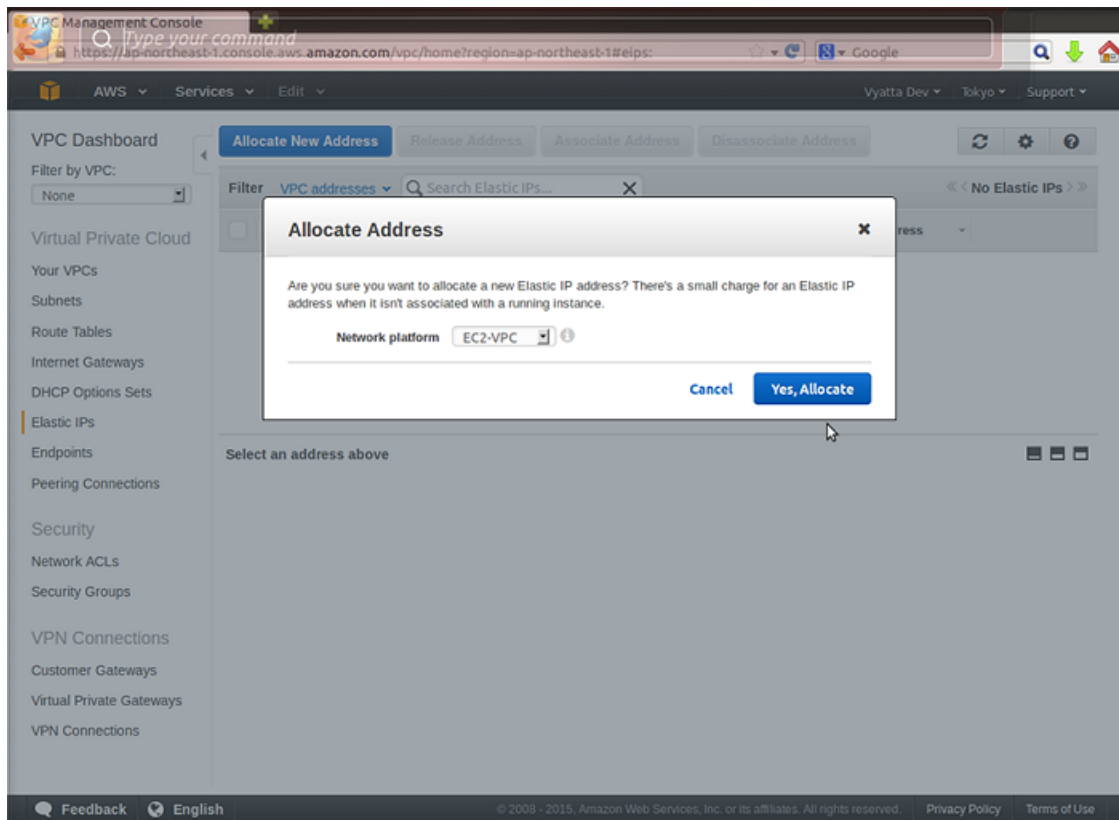 VPC Management Console
Type your command
https://ap-northeast-1.console.aws.amazon.com/vpc/home?region=ap-northeast-1#eips:
Google
AWS Services Edit Vyatta Dev Tokyo Support
VPC Dashboard
Allocate New Address Release Address Associate Address Disassociate Address
Filter by VPC:
None
Filter VPC addresses Search Elastic IPs... No Elastic IPs
ress
Allocate Address
Are you sure you want to allocate a new Elastic IP address? There's a small charge for an Elastic IP
address when it isn't associated with a running instance.
Network platform EC2-VPC
Cancel Yes, Allocate
Virtual Private Cloud
Your VPCs
Subnets
Route Tables
Internet Gateways
DHCP Options Sets
Elastic IPs
Endpoints
Peering Connections
Select an address above
Security
Network ACLs
Security Groups
VPN Connections
Customer Gateways
Virtual Private Gateways
VPN Connections
Feedback English © 2008 - 2015, Amazon Web Services, Inc. or its affiliates. All rights reserved. Privacy Policy Terms of Use